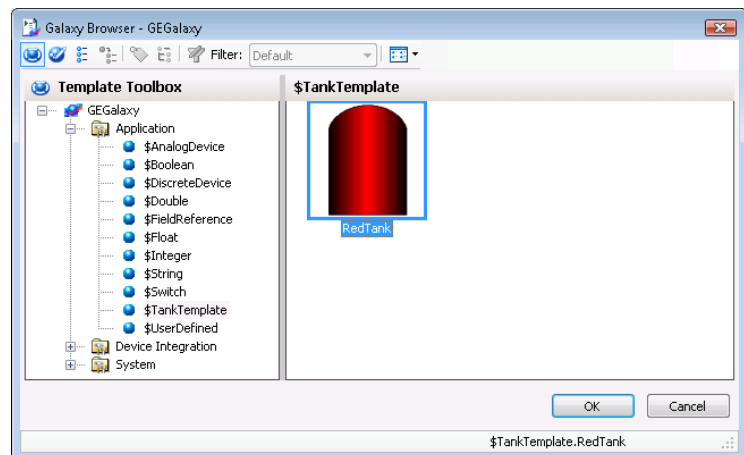 Galaxy Browser - GEGalaxy
Filter: Default
Template Toolbox
$TankTemplate
GEGalaxy
Application
$AnalogDevice
$Boolean
$DiscreteDevice
$Double
$FieldReference
$Float
$Integer
$String
$Switch
$TankTemplate
$UserDefined
Device Integration
System
RedTank
OK
Cancel
$TankTemplate.RedTank